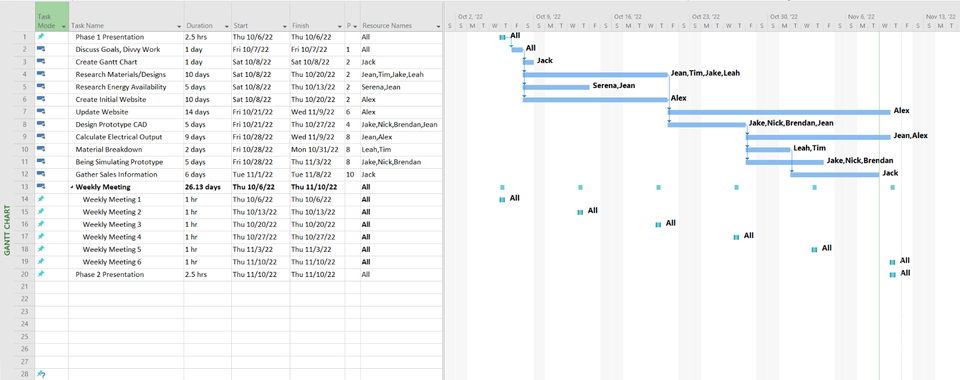 Task Mode Task Name Duration Start Finish P Resource Names
Oct 2, '22 Oct 9, '22 Oct 16, '22 Oct 23, '22 Oct 30, '22 Nov 6, '22 Nov 13, '22
1 Phase 1 Presentation 2.5 hrs Thu 10/6/22 Thu 10/6/22 All All
2 Discuss Goals, Divvy Work 1 day Fri 10/7/22 Fri 10/7/22 1 All All
3 Create Gantt Chart 1 day Sat 10/8/22 Sat 10/8/22 2 Jack Jack
4 Research Materials/Designs 10 days Sat 10/8/22 Thu 10/20/22 2 Jean,Tim,Jake,Leah Jean,Tim,Jake,Leah
5 Research Energy Availability 5 days Sat 10/8/22 Thu 10/13/22 2 Serena,Jean Serena,Jean
6 Create Initial Website 10 days Sat 10/8/22 Thu 10/20/22 2 Alex Alex
7 Update Website 14 days Fri 10/21/22 Wed 11/9/22 6 Alex Alex
8 Design Prototype CAD 5 days Fri 10/21/22 Thu 10/27/22 4 Jake,Nick,Brendan,Jean Jake,Nick,Brendan,Jean
9 Calculate Electrical Output 9 days Fri 10/28/22 Wed 11/9/22 8 Jean,Alex Jean,Alex
10 Material Breakdown 2 days Fri 10/28/22 Mon 10/31/22 8 Leah,Tim Leah,Tim
11 Being Simulating Prototype 5 days Fri 10/28/22 Thu 11/3/22 8 Jake,Nick,Brendan Jake,Nick,Brendan
12 Gather Sales Information 6 days Tue 11/1/22 Tue 11/8/22 10 Jack Jack
13 Weekly Meeting 26.13 days Thu 10/6/22 Thu 11/10/22 All
14 Weekly Meeting 1 1 hr Thu 10/6/22 Thu 10/6/22 All All
15 Weekly Meeting 2 1 hr Thu 10/13/22 Thu 10/13/22 All All
16 Weekly Meeting 3 1 hr Thu 10/20/22 Thu 10/20/22 All All
17 Weekly Meeting 4 1 hr Thu 10/27/22 Thu 10/27/22 All All
18 Weekly Meeting 5 1 hr Thu 11/3/22 Thu 11/3/22 All All
19 Weekly Meeting 6 1 hr Thu 11/10/22 Thu 11/10/22 All All
20 Phase 2 Presentation 2.5 hrs Thu 11/10/22 Thu 11/10/22 All All
21
22
23
24
25
26
27
28
GANTT CHART